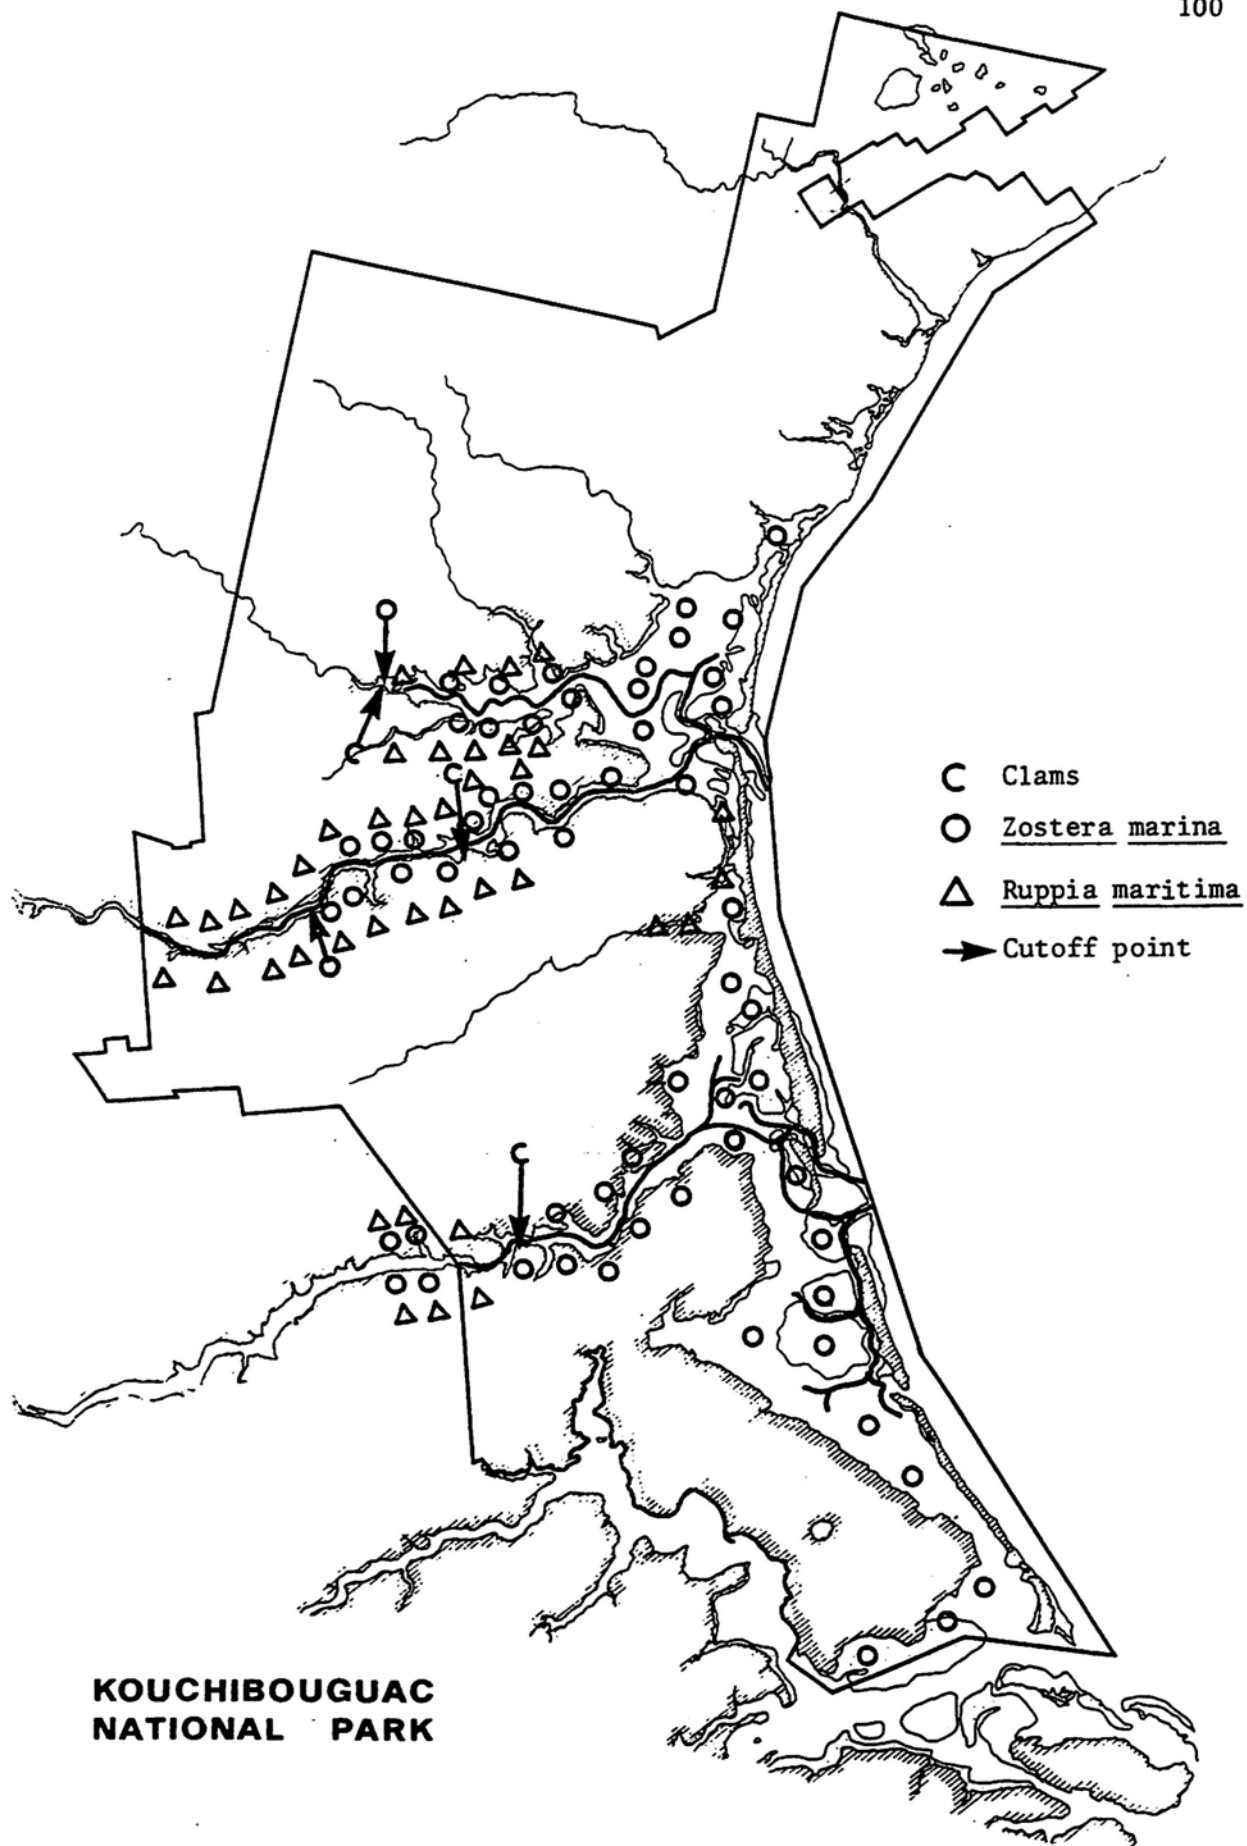 100
C Clams
Zostera marina
Ruppia maritima
Cutoff point
C
C
C
KOUCHIBOUGUAC
NATIONAL PARK